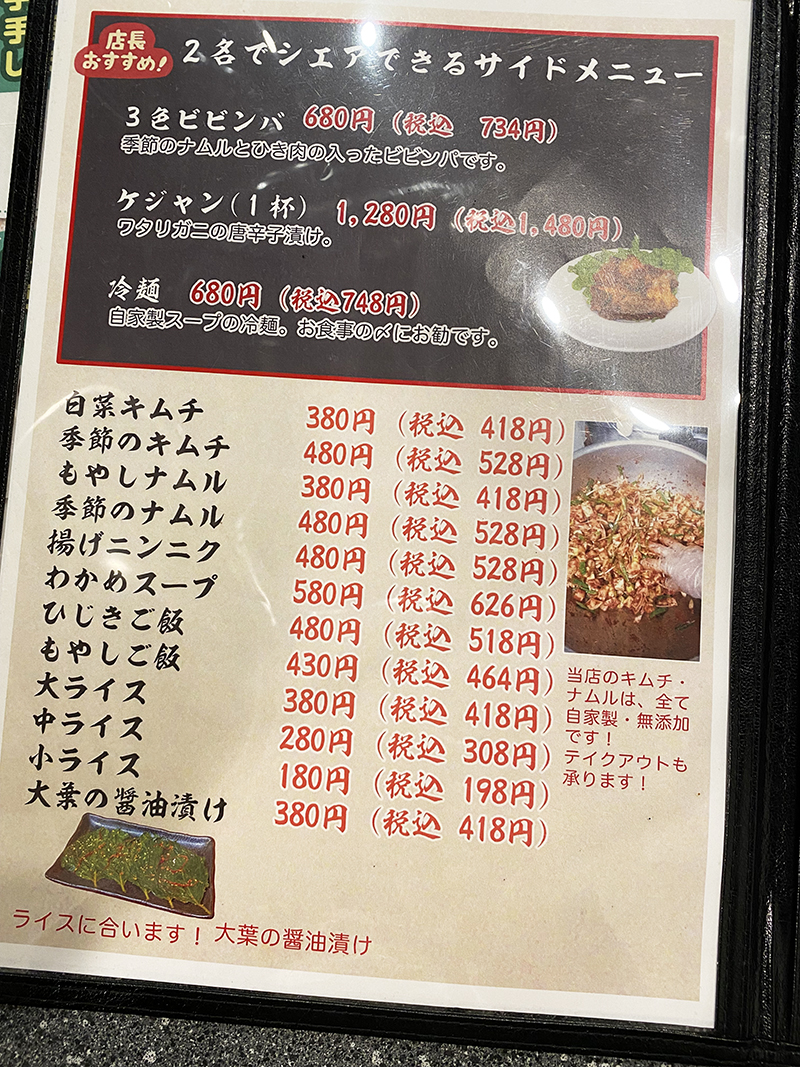 店長
おすすめ!
２名でシエアできるサイドメニュー
３色ビビンバ 680円（税込 734円）
季節のナムルとひき肉の入ったビビンバです。
ケジャン（１杯） 1,280円（税込1,480円）
ワタリガニの唐辛子漬け。
冷麺 680円（税込748円）
自家製スープの冷麺。お食事の〆にお勧です。
白菜キムチ 380円（税込 418円）
季節のキムチ 480円（税込 528円）
もやしナムル 380円（税込 418円）
季節のナムル 480円（税込 528円）
揚げニンニク 480円（税込 528円）
わかめスープ 580円（税込 626円）
ひじきご飯 480円（税込 518円）
もやしご飯 430円（税込 464円）
大ライス 380円（税込 418円）
中ライス 280円（税込 308円）
小ライス 180円（税込 198円）
大葉の醤油漬け 380円（税込 418円）
当店のキムチ・
ナムルは、全て
自家製・無添加
です！
テイクアウトも
承ります！
ライスに合います！ 大葉の醤油漬け